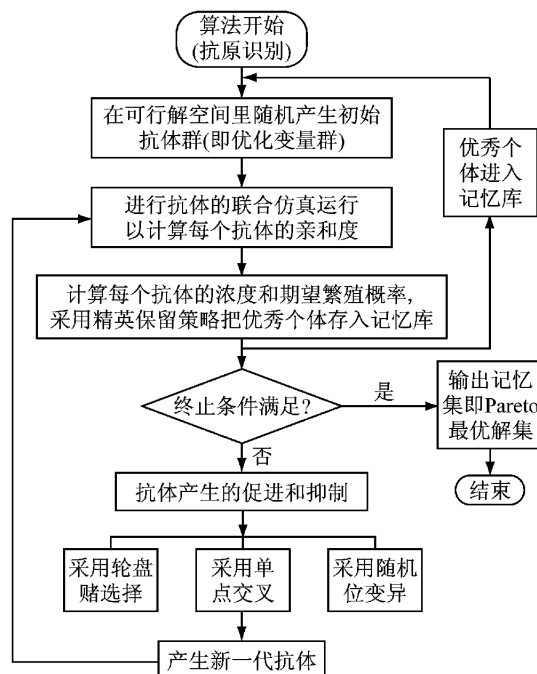 算法开始
(抗原识别)
在可行解空间里随机产生初始
抗体群(即优化变量群)
优秀个
体进入
记忆库
进行抗体的联合仿真运行
以计算每个抗体的亲和度
计算每个抗体的浓度和期望繁殖概率,
采用精英保留策略把优秀个体存入记忆库
终止条件满足?
是
输出记忆
集即Pareto
最优解集
结束
否
抗体产生的促进和抑制
采用轮盘
赌选择
采用单
点交叉
采用随机
位变异
产生新一代抗体